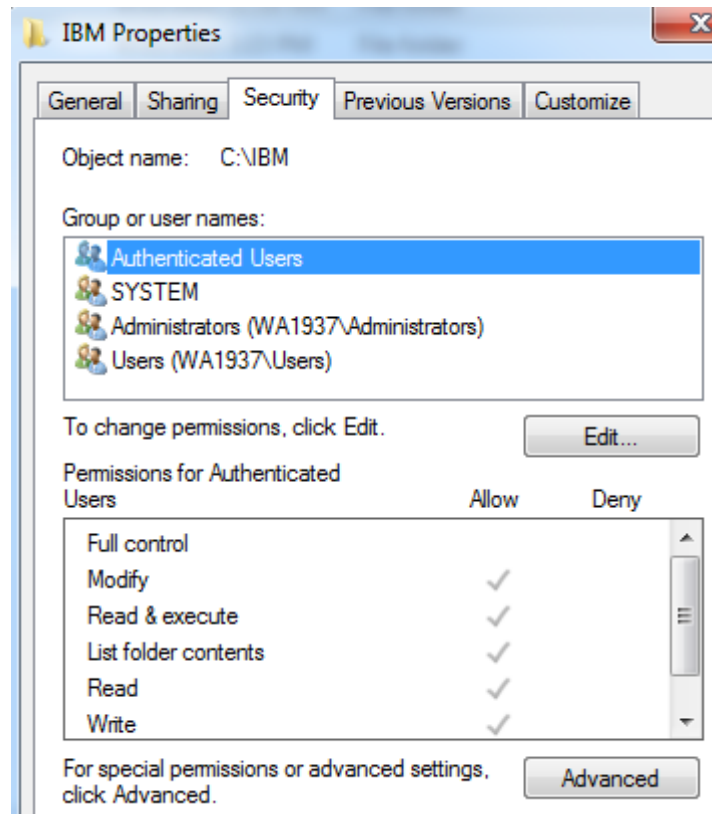 IBM Properties
General Sharing Security Previous Versions Customize
Object name: C:\IBM
Group or user names:
Authenticated Users
SYSTEM
Administrators (WA1937\Administrators)
Users (WA1937\Users)
To change permissions, click Edit.
Edit...
Permissions for Authenticated
Users Allow Deny
Full control
Modify
Read & execute
List folder contents
Read
Write
For special permissions or advanced settings,
click Advanced.
Advanced